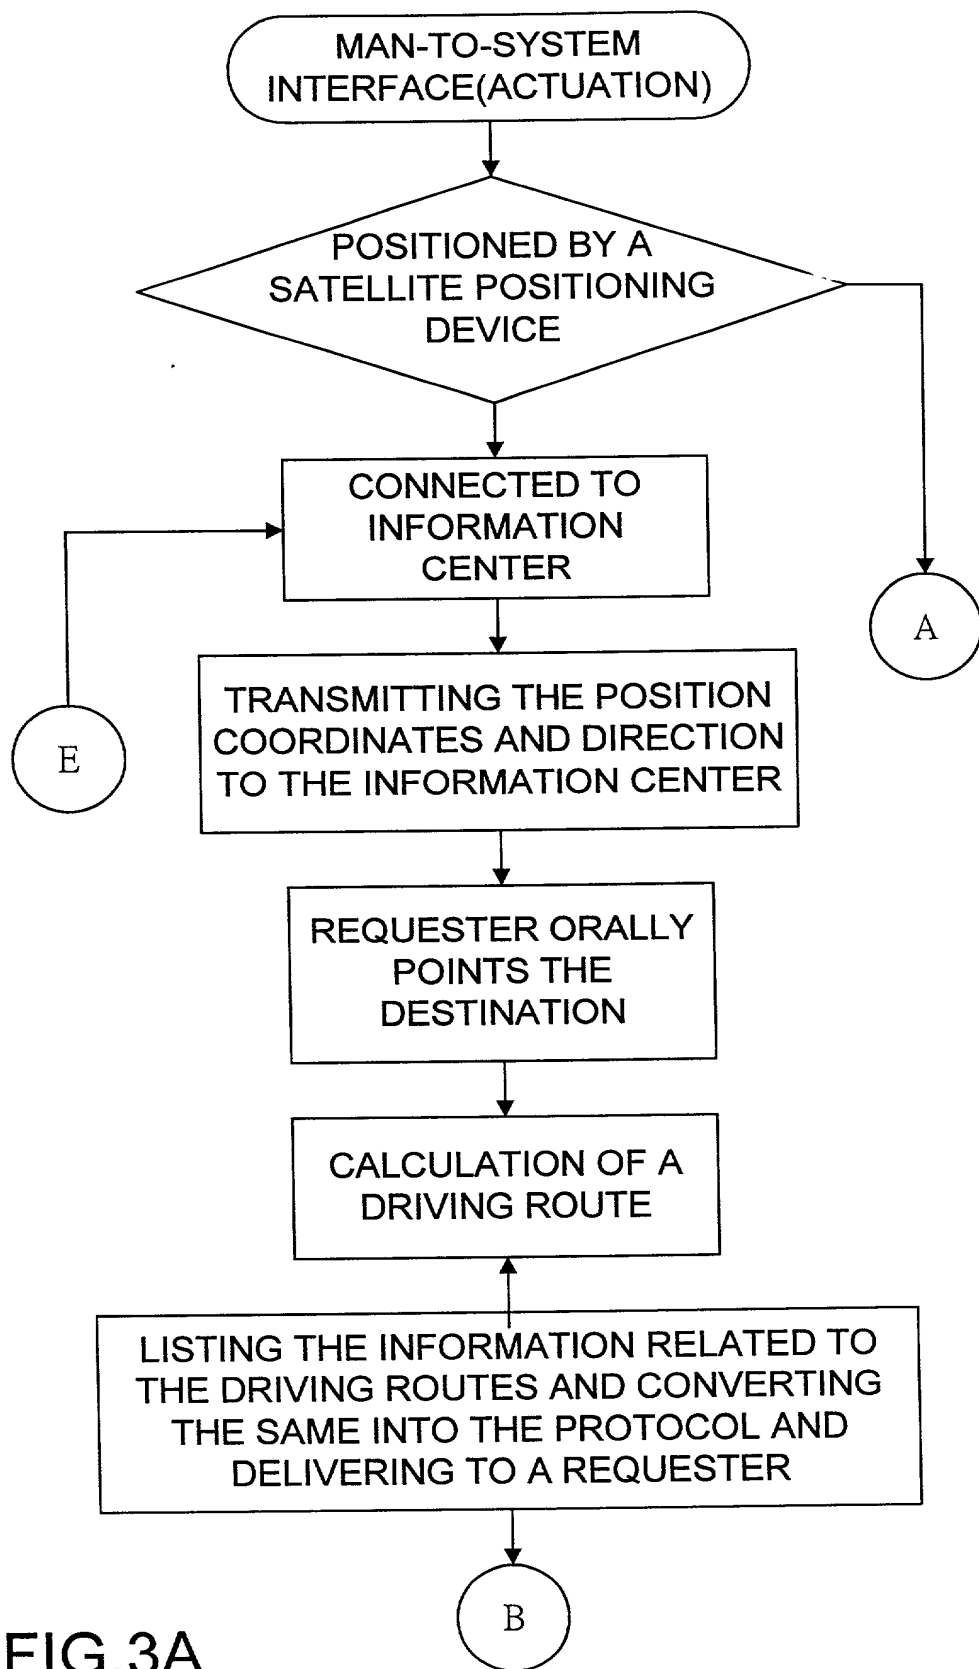 MAN-TO-SYSTEM
INTERFACE(ACTUATION)
POSITIONED BY A
SATELLITE POSITIONING
DEVICE
CONNECTED TO
INFORMATION
CENTER
A
TRANSMITTING THE POSITION
COORDINATES AND DIRECTION
TO THE INFORMATION CENTER
E
REQUESTER ORALLY
POINTS THE
DESTINATION
CALCULATION OF A
DRIVING ROUTE
LISTING THE INFORMATION RELATED TO
THE DRIVING ROUTES AND CONVERTING
THE SAME INTO THE PROTOCOL AND
DELIVERING TO A REQUESTER
B
FIG.3A